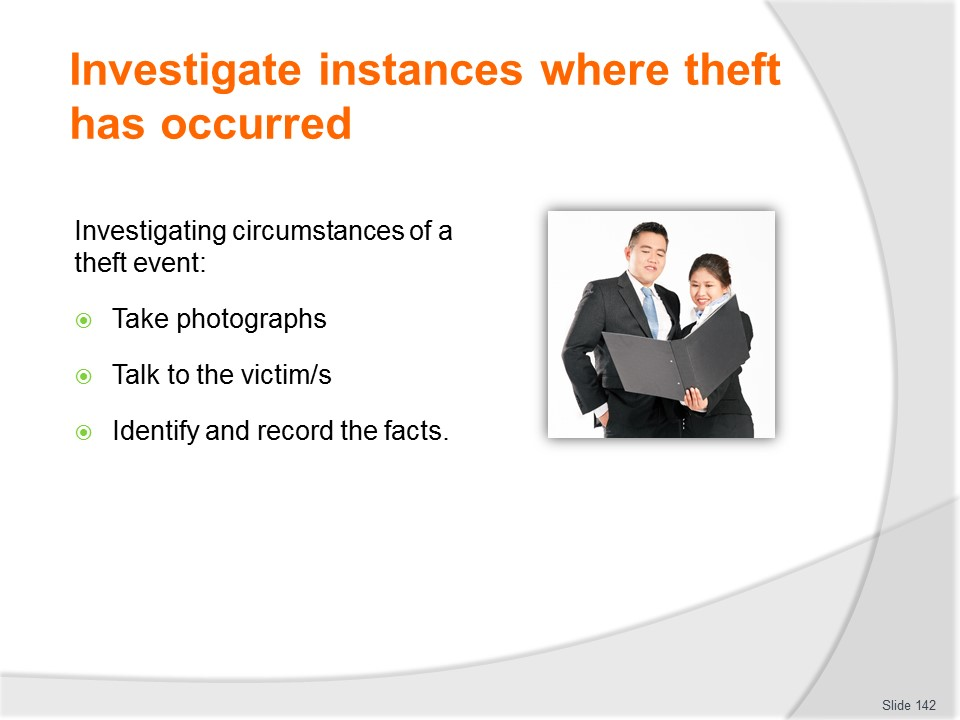 Investigate instances where theft
has occurred
Investigating circumstances of a
theft event:
Take photographs
Talk to the victim/s
Identify and record the facts.
Slide 142